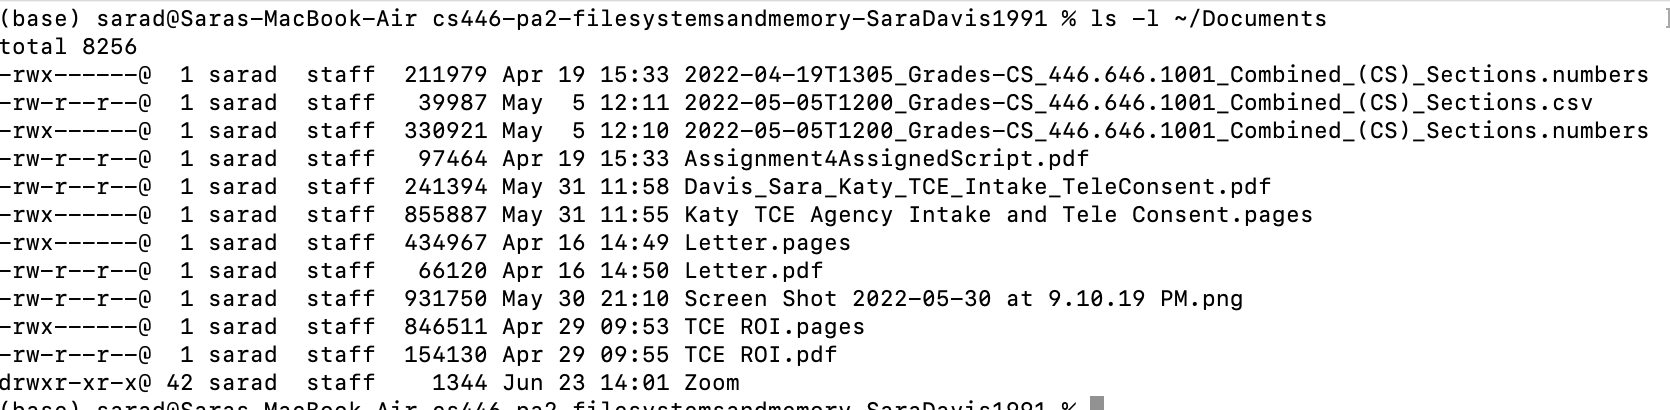 (base) sarad@Saras-MacBook-Air cs446-pa2-filesystemsandmemory-SaraDavis1991 % ls -l ~/Documents ]
total 8256
-rwx------@  1 sarad  staff  211979 Apr 19 15:33 2022-04-19T1305_Grades-CS_446.646.1001_Combined_(CS)_Sections.numbers
-rw-r--r--@  1 sarad  staff   39987 May  5 12:11 2022-05-05T1200_Grades-CS_446.646.1001_Combined_(CS)_Sections.csv
-rwx------@  1 sarad  staff  330921 May  5 12:10 2022-05-05T1200_Grades-CS_446.646.1001_Combined_(CS)_Sections.numbers
-rw-r--r--@  1 sarad  staff   97464 Apr 19 15:33 Assignment4AssignedScript.pdf
-rw-r--r--@  1 sarad  staff  241394 May 31 11:58 Davis_Sara_Katy_TCE_Intake_TeleConsent.pdf
-rwx------@  1 sarad  staff  855887 May 31 11:55 Katy TCE Agency Intake and Tele Consent.pages
-rwx------@  1 sarad  staff  434967 Apr 16 14:49 Letter.pages
-rw-r--r--@  1 sarad  staff   66120 Apr 16 14:50 Letter.pdf
-rw-r--r--@  1 sarad  staff  931750 May 30 21:10 Screen Shot 2022-05-30 at 9.10.19 PM.png
-rwx------@  1 sarad  staff  846511 Apr 29 09:53 TCE ROI.pages
-rw-r--r--@  1 sarad  staff  154130 Apr 29 09:55 TCE ROI.pdf
drwxr-xr-x@ 42 sarad  staff    1344 Jun 23 14:01 Zoom
(base) sarad@Saras-MacBook-Air cs446-pa2-filesystemsandmemory-SaraDavis1991 %